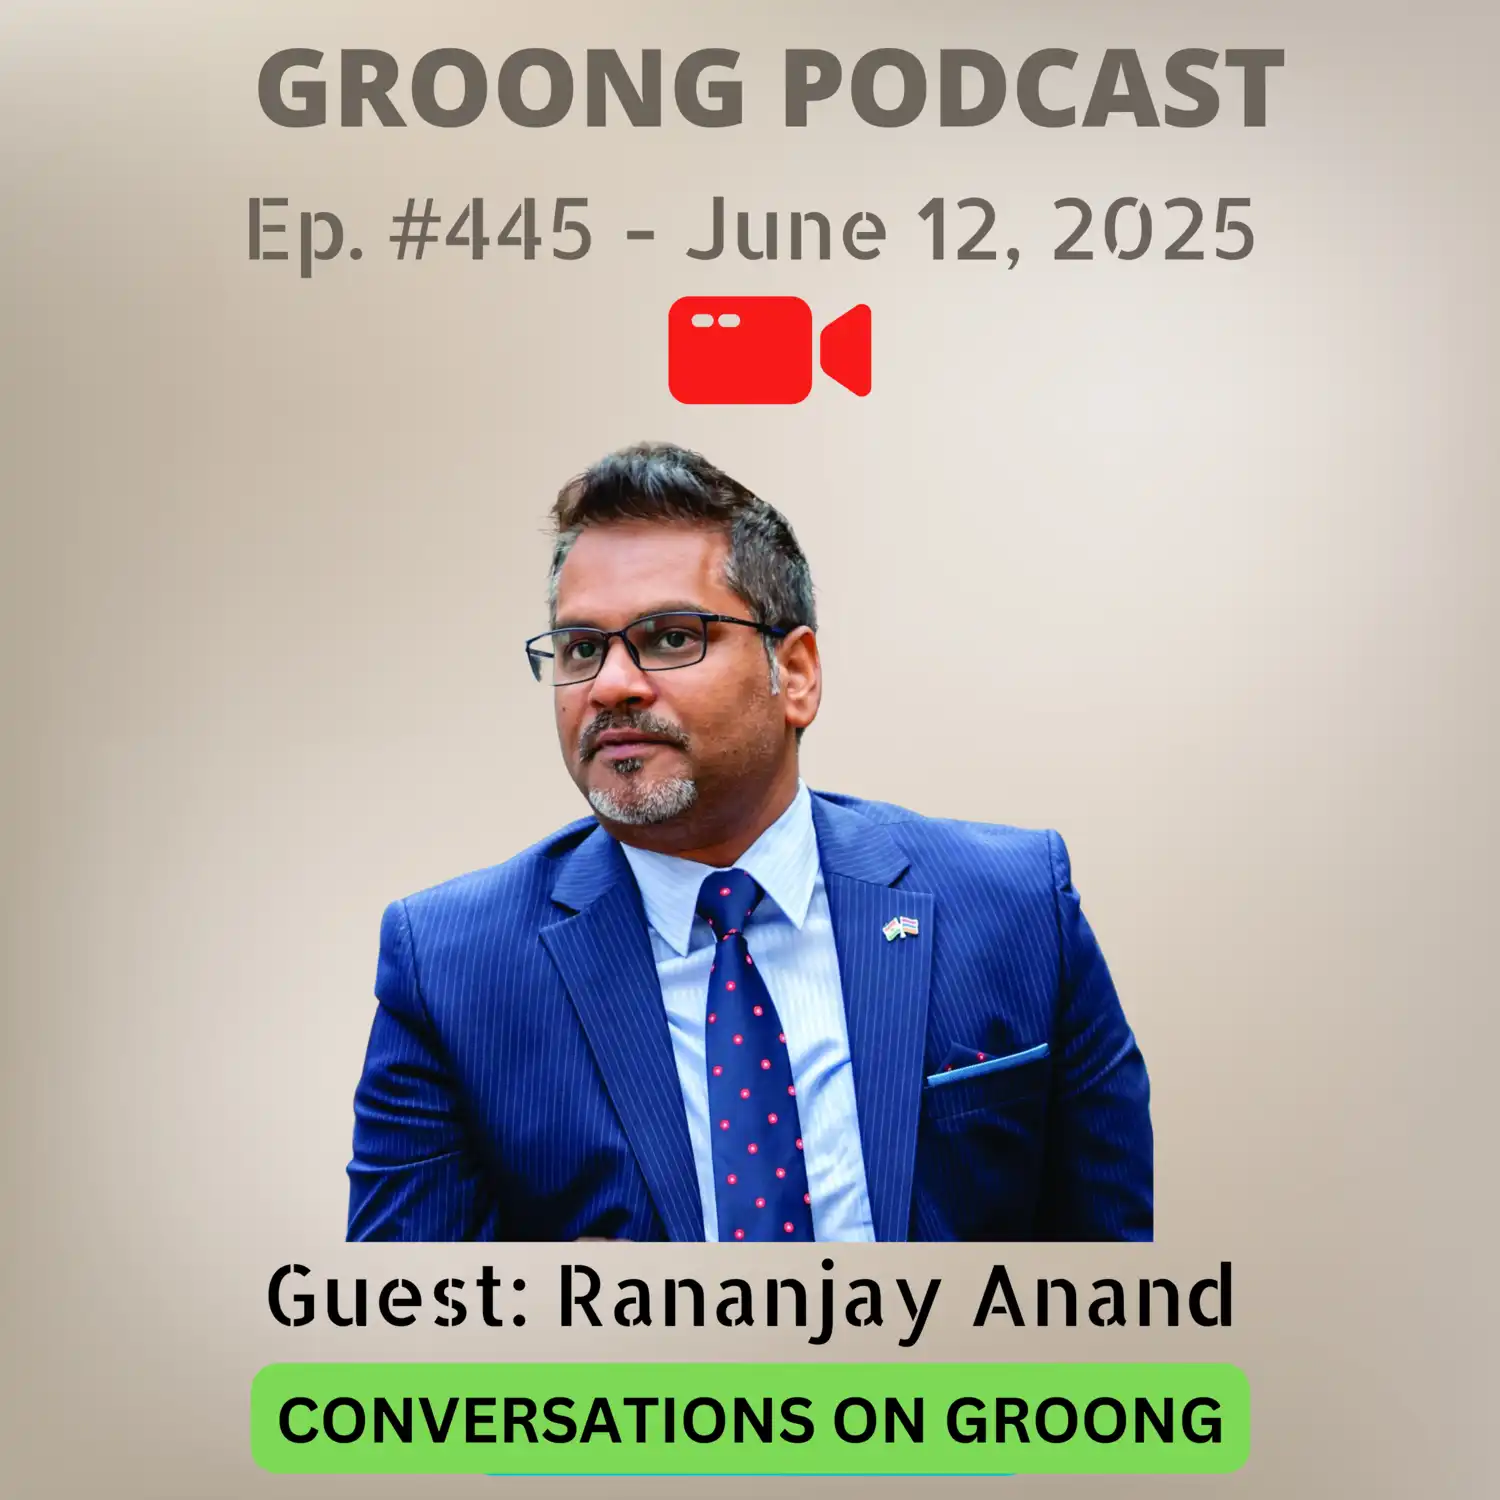 GROONG PODCAST
Ep. #445 - June 12, 2025
Guest: Rananjay Anand
CONVERSATIONS ON GROONG